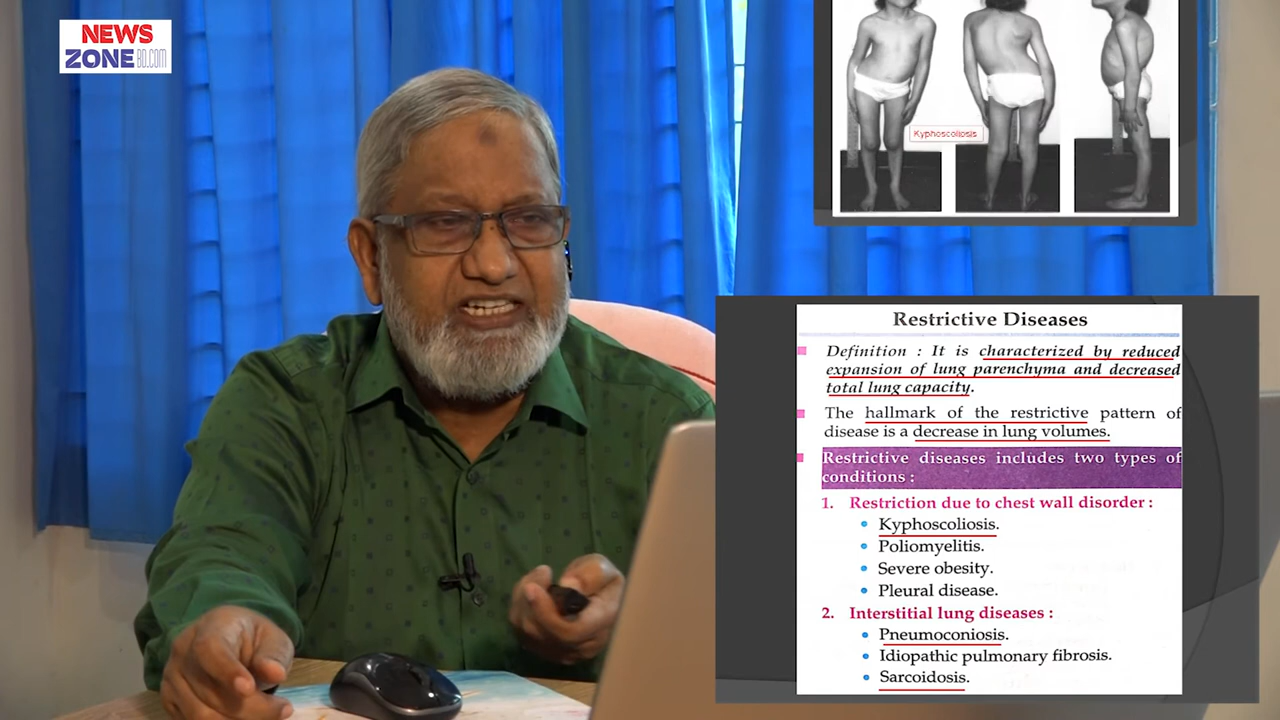 NEWS
ZONE BD.COM
Kyphoscoliosis
Restrictive Diseases
Definition : It is characterized by reduced
expansion of lung parenchyma and decreased
total lung capacity.
The hallmark of the restrictive pattern of
disease is a decrease in lung volumes.
Restrictive diseases includes two types of
conditions :
1. Restriction due to chest wall disorder :
• Kyphoscoliosis.
• Poliomyelitis.
• Severe obesity.
• Pleural disease.
2. Interstitial lung diseases :
• Pneumoconiosis.
• Idiopathic pulmonary fibrosis.
• Sarcoidosis.